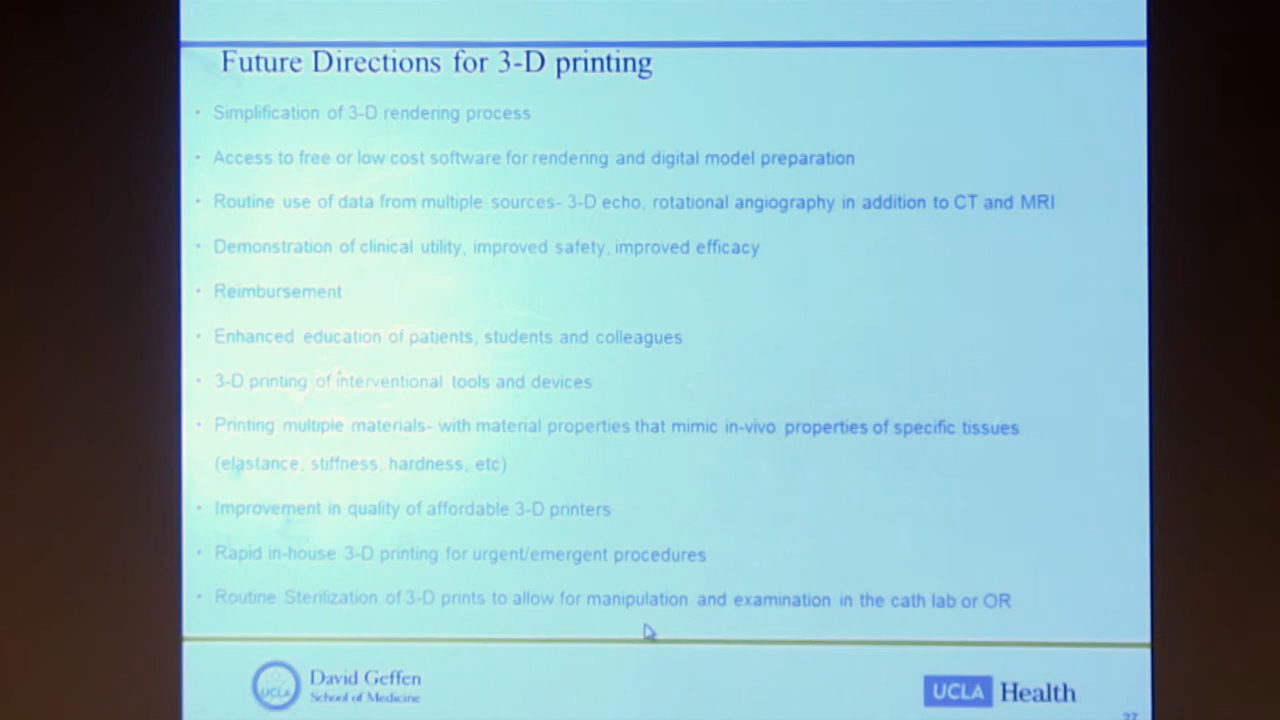 Future Directions for 3-D printing
• Simplification of 3-D rendering process
• Access to free or low cost software for rendering and digital model preparation
• Routine use of data from multiple sources- 3-D echo, rotational angiography in addition to CT and MRI
• Demonstration of clinical utility, improved safety, improved efficacy
• Reimbursement
• Enhanced education of patients, students and colleagues
• 3-D printing of interventional tools and devices
• Printing multiple materials- with material properties that mimic in-vivo properties of specific tissues
(elastance, stiffness, hardness, etc)
• Improvement in quality of affordable 3-D printers
• Rapid in-house 3-D printing for urgent/emergent procedures
• Routine Sterilization of 3-D prints to allow for manipulation and examination in the cath lab or OR
UCLA
David Geffen
School of Medicine
UCLA Health